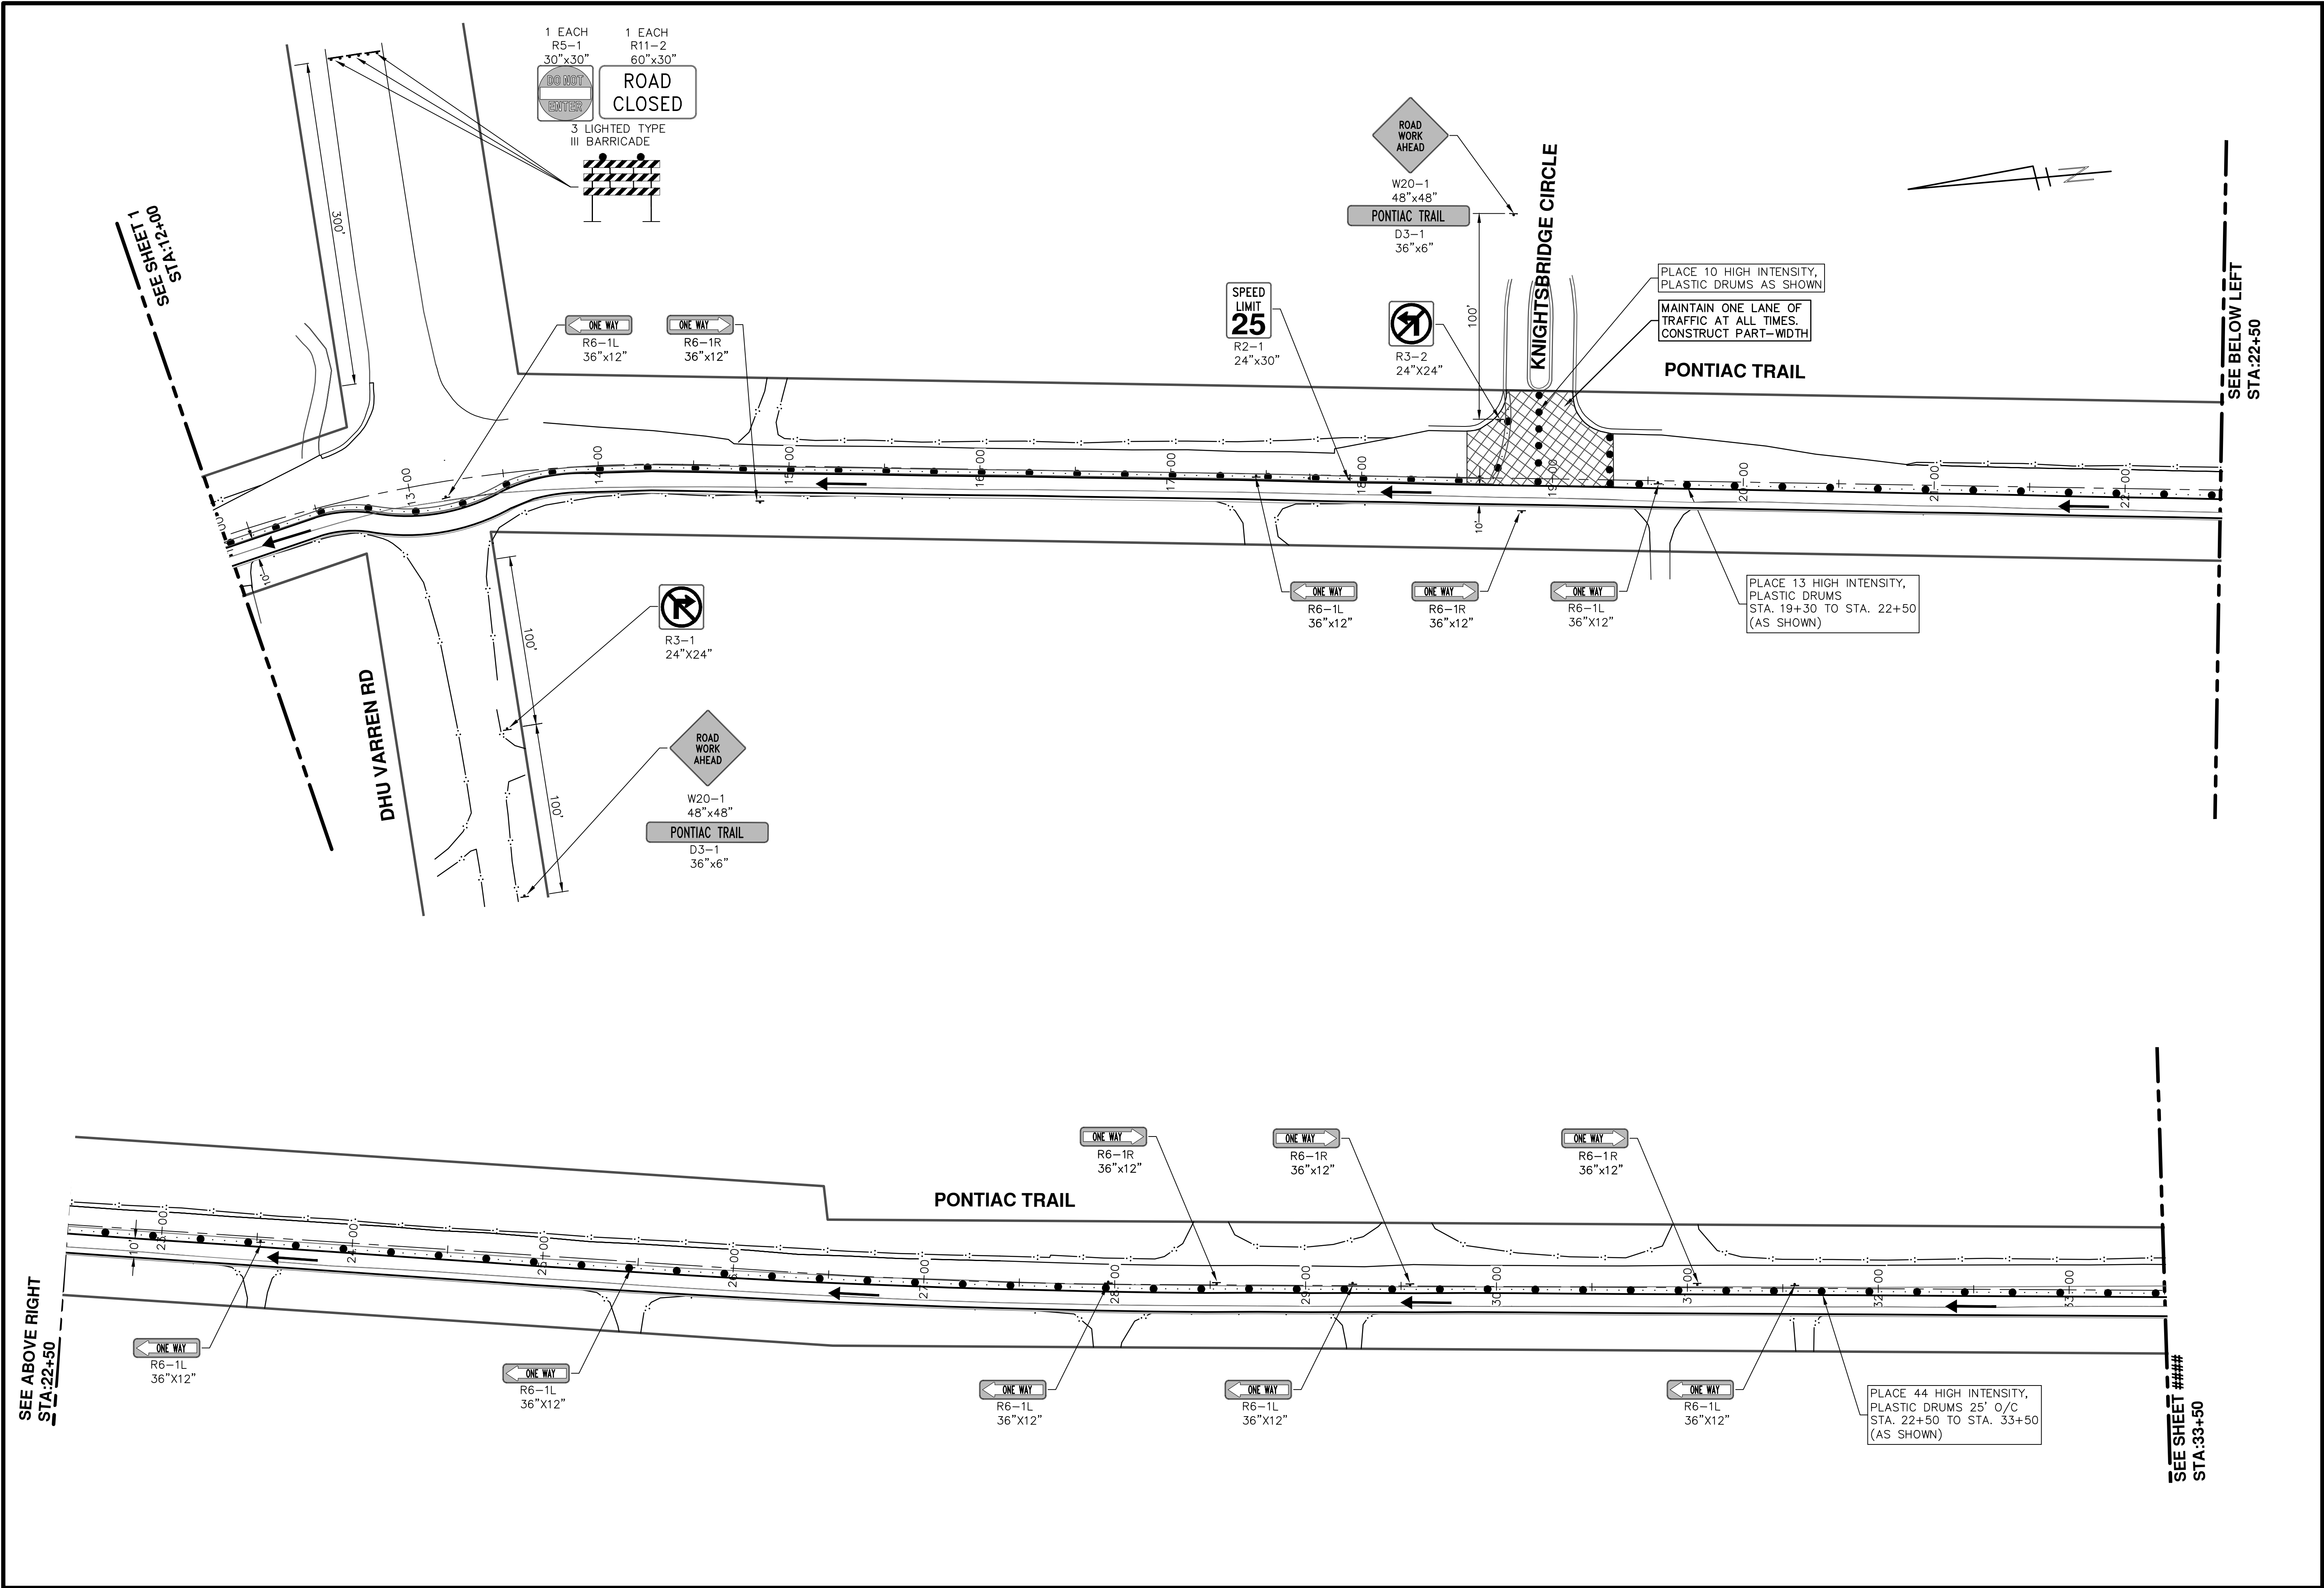 1 EACH
R5-1
30"x30"
1 EACH
R11-2
60"x30"
DO NOT
ENTER
ROAD
CLOSED
3 LIGHTED TYPE
III BARRICADE
ROAD
WORK
AHEAD
W20-1
48"x48"
PONTIAC TRAIL
D3-1
36"x6"
KNIGHTSBRIDGE CIRCLE
N
SEE SHEET 1
STA:12+00
300'
100'
ONE WAY
R6-1L
36"x12"
ONE WAY
R6-1R
36"x12"
SPEED
LIMIT
25
R2-1
24"x30"
R3-2
24"X24"
PLACE 10 HIGH INTENSITY,
PLASTIC DRUMS AS SHOWN
MAINTAIN ONE LANE OF
TRAFFIC AT ALL TIMES.
CONSTRUCT PART-WIDTH
PONTIAC TRAIL
SEE BELOW LEFT
STA:22+50
13-00
14-00
15-00
16-00
17-00
18-00
19-00
20-00
21-00
22-00
10'
10'
R3-1
24"X24"
100'
100'
ONE WAY
R6-1L
36"x12"
ONE WAY
R6-1R
36"x12"
ONE WAY
R6-1L
36"X12"
PLACE 13 HIGH INTENSITY,
PLASTIC DRUMS
STA. 19+30 TO STA. 22+50
(AS SHOWN)
DHU VARREN RD
ROAD
WORK
AHEAD
W20-1
48"x48"
PONTIAC TRAIL
D3-1
36"x6"
ONE WAY
R6-1R
36"x12"
ONE WAY
R6-1R
36"x12"
ONE WAY
R6-1R
36"x12"
PONTIAC TRAIL
10'
23-00
24-00
25-00
26-00
27-00
28-00
29-00
30-00
31-00
32-00
33-00
SEE ABOVE RIGHT
STA:22+50
ONE WAY
R6-1L
36"X12"
ONE WAY
R6-1L
36"X12"
ONE WAY
R6-1L
36"X12"
ONE WAY
R6-1L
36"X12"
ONE WAY
R6-1L
36"X12"
PLACE 44 HIGH INTENSITY,
PLASTIC DRUMS 25' O/C
STA. 22+50 TO STA. 33+50
(AS SHOWN)
SEE SHEET ####
STA:33+50